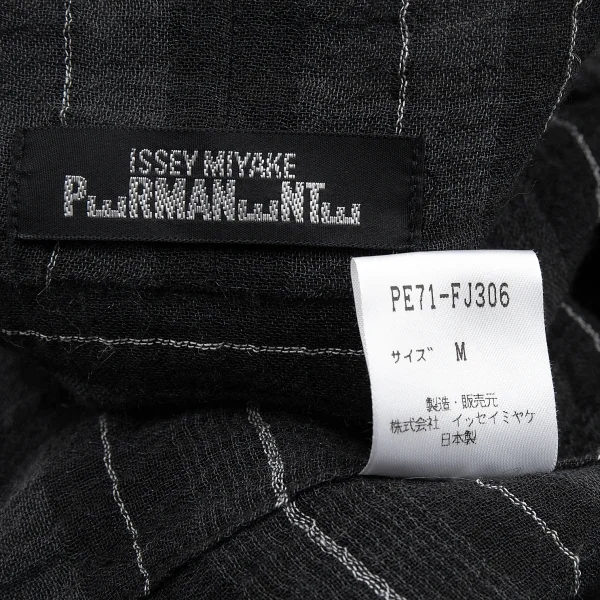 ISSEY MIYAKE
PERMANENTE
PE71-FJ306
サイズ M
製造・販売元
株式会社 イッセイミヤケ
日本製